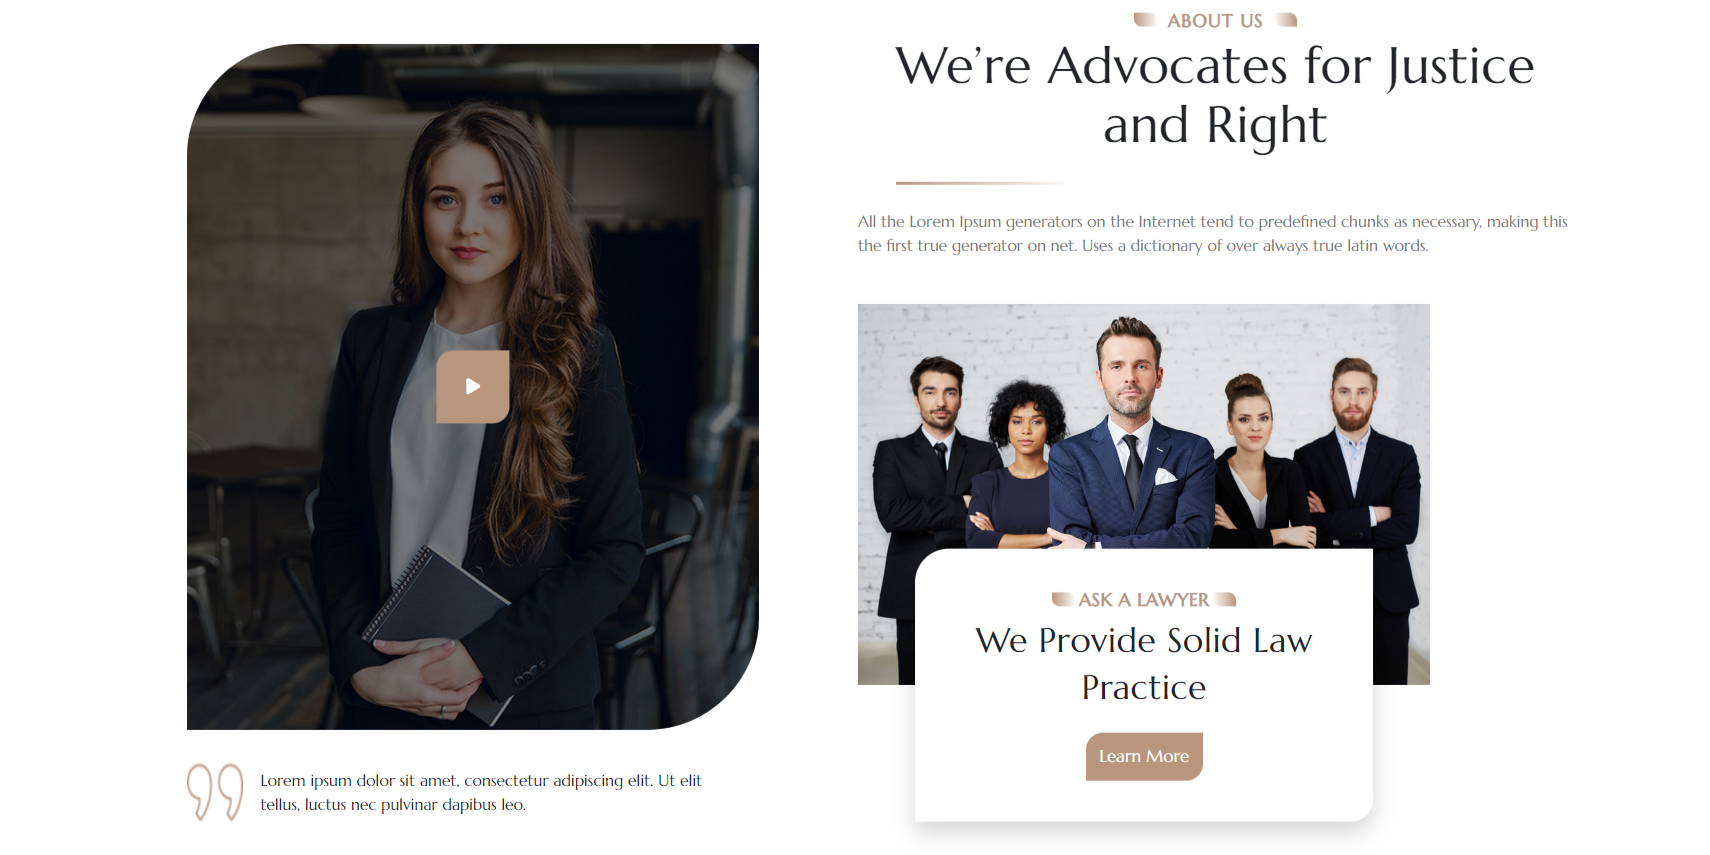 ABOUT US
We’re Advocates for Justice
and Right
All the Lorem Ipsum generators on the Internet tend to predefined chunks as necessary, making this
the first true generator on net. Uses a dictionary of over always true latin words.
ASK A LAWYER
We Provide Solid Law
Practice
Learn More
Lorem ipsum dolor sit amet, consectetur adipiscing elit. Ut elit
tellus, luctus nec pulvinar dapibus leo.